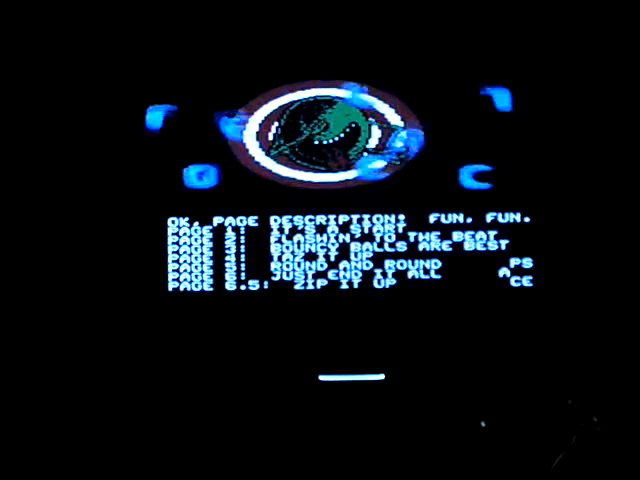 OK, PAGE DESCRIPTION: FUN, FUN.
PAGE 1: IT'S A START
PAGE 2: FLASHIN' TO THE BEAT
PAGE 3: BOUNCY BALLS ARE BEST
PAGE 4: TAZ IT UP
PAGE 5: ROUND AND ROUND
PAGE 6: JUST END IT ALL
PAGE 6.5: ZIP IT UP
PS
A
CE